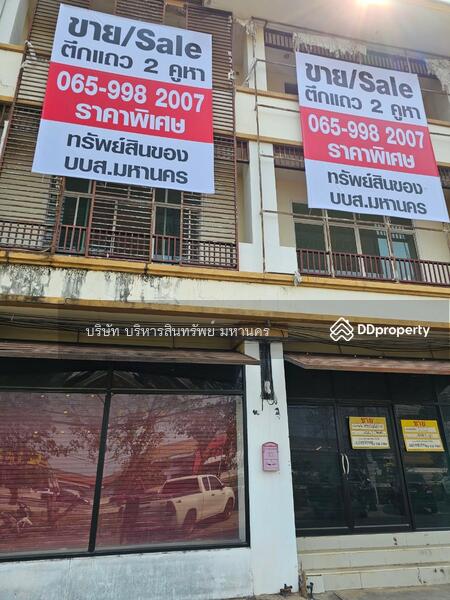 ขาย/Sale
ตึกแถว 2 คูหา
065-998 2007
ราคาพิเศษ
ทรัพย์สินของ
บบส.มหานคร
ขาย/Sale
ตึกแถว 2 คูหา
065-998 2007
ราคาพิเศษ
ทรัพย์สินของ
บบส.มหานคร
บริษัท บริหารสินทรัพย์ มหานคร
DDproperty
ขาย
ขาย